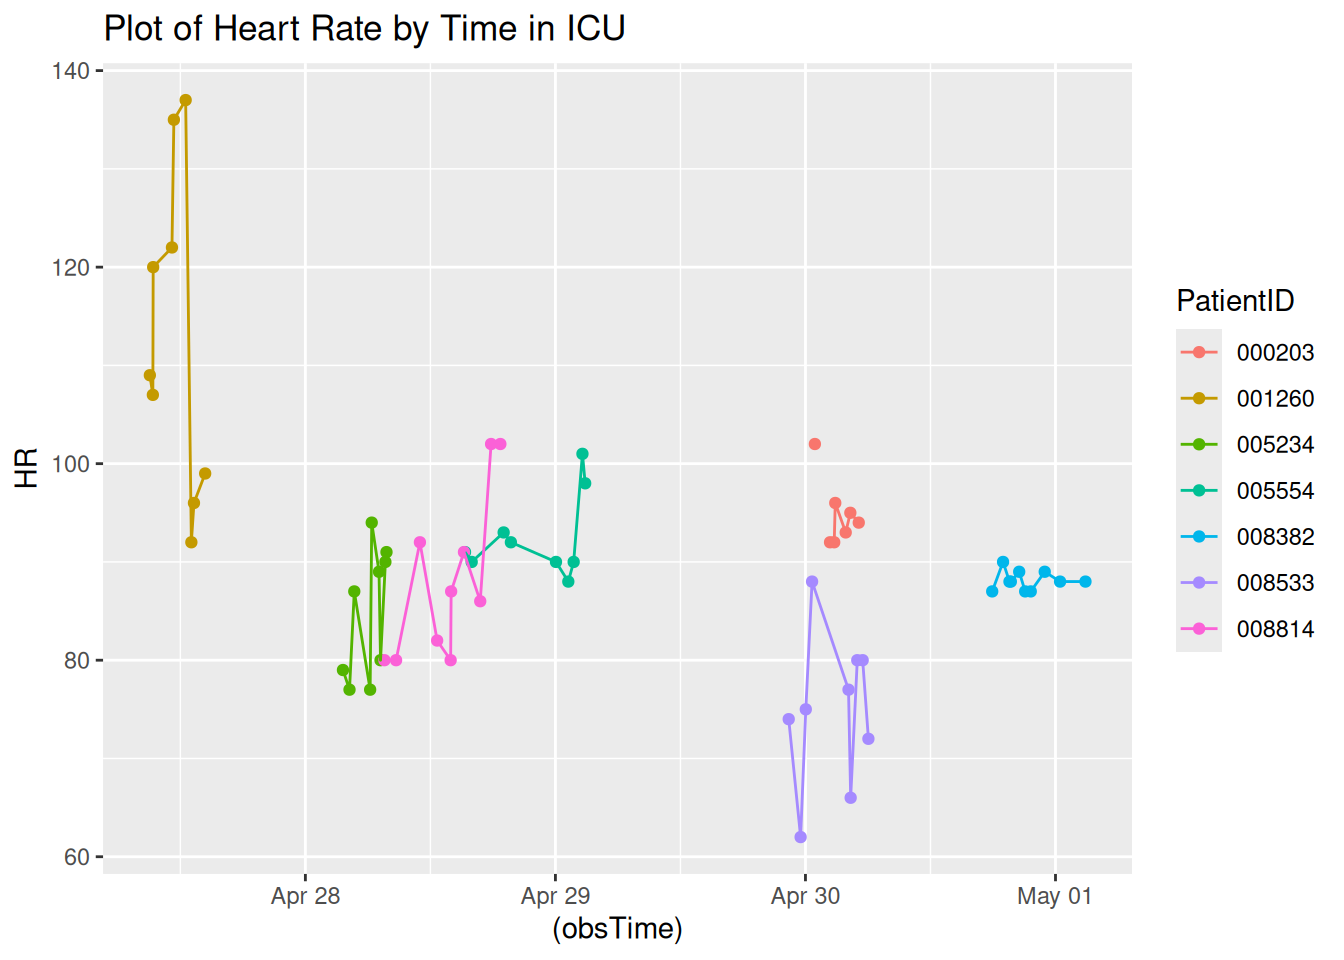 Plot of Heart Rate by Time in ICU
140
120
100
80
60
HR
Apr 28
Apr 29
Apr 30
May 01
(obsTime)
PatientID
000203
001260
005234
005554
008382
008533
008814